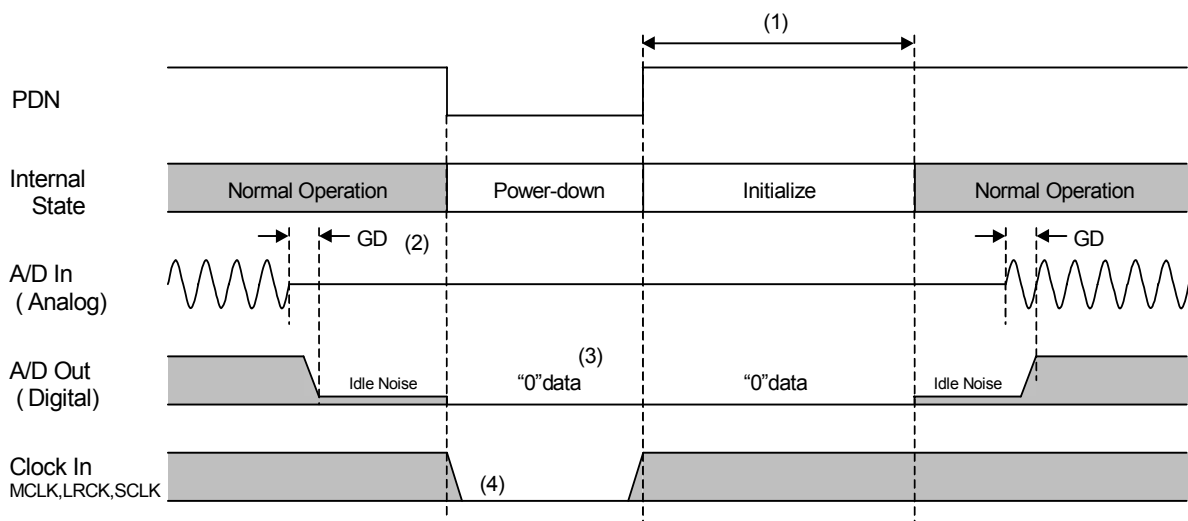 (1)
PDN
Internal
State
Normal Operation
Power-down
Initialize
Normal Operation
GD (2)
GD
A/D In
( Analog)
A/D Out
( Digital)
Idle Noise
(3)
“0”data
“0”data
Idle Noise
Clock In
MCLK,LRCK,SCLK
(4)